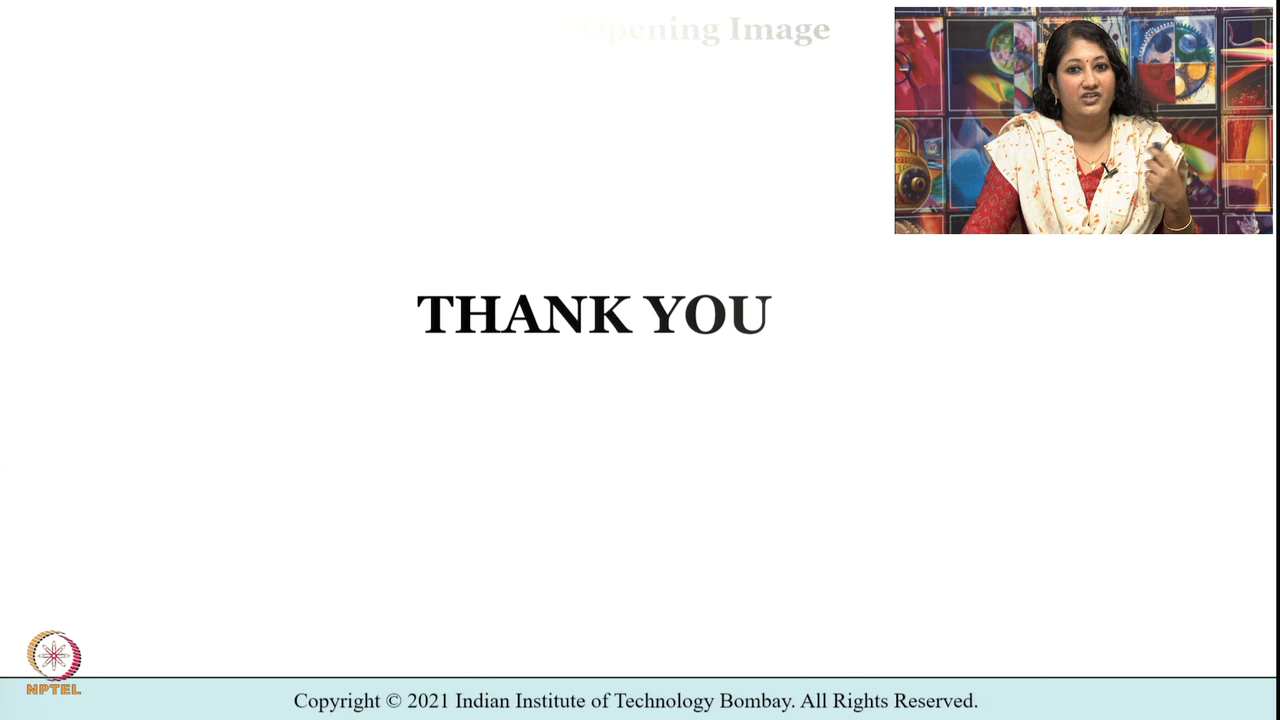 Opening Image
THANK YOU
NPTEL
Copyright © 2021 Indian Institute of Technology Bombay. All Rights Reserved.